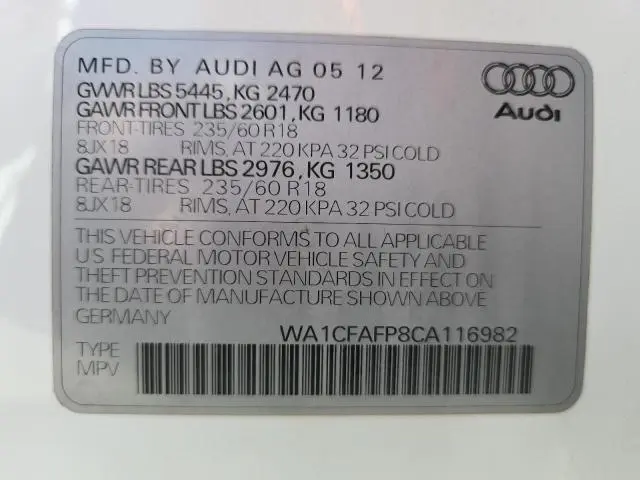 MFD. BY AUDI AG 05 12
GVWR LBS 5445, KG 2470
GAWR FRONT LBS 2601, KG 1180
FRONT-TIRES 235/60 R18
8JX18 RIMS, AT 220 KPA 32 PSI COLD
GAWR REAR LBS 2976, KG 1350
REAR-TIRES 235/60 R18
8JX18 RIMS, AT 220 KPA 32 PSI COLD
Audi
THIS VEHICLE CONFORMS TO ALL APPLICABLE
U.S. FEDERAL MOTOR VEHICLE SAFETY AND
THEFT PREVENTION STANDARDS IN EFFECT ON
THE DATE OF MANUFACTURE SHOWN ABOVE
GERMANY
WA1CFAFP8CA116982
TYPE
MPV